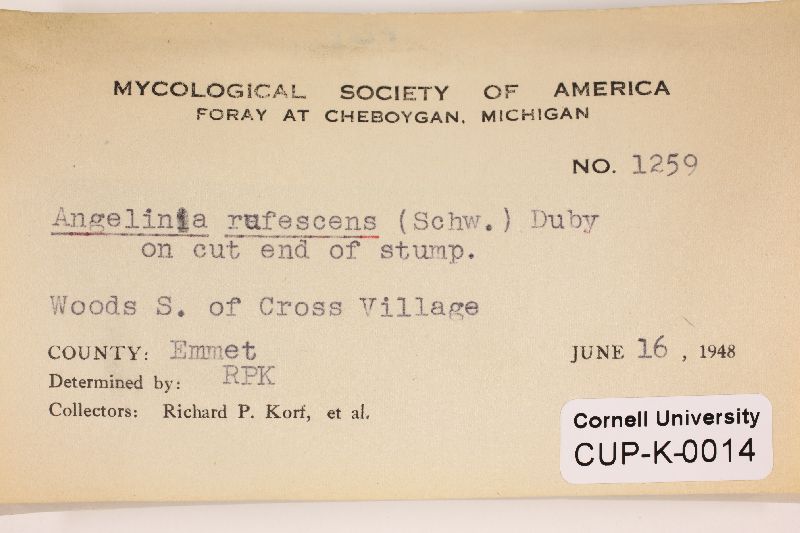 MYCOLOGICAL SOCIETY OF AMERICA
FORAY AT CHEBOYGAN, MICHIGAN
NO. 1259
Angelinia rufescens (Schw.) Duby
on cut end of stump.
Woods S. of Cross Village
COUNTY: Emmet JUNE 16, 1948
Determined by: RPK
Collectors: Richard P. Korf, et al.
Cornell University
CUP-K-0014